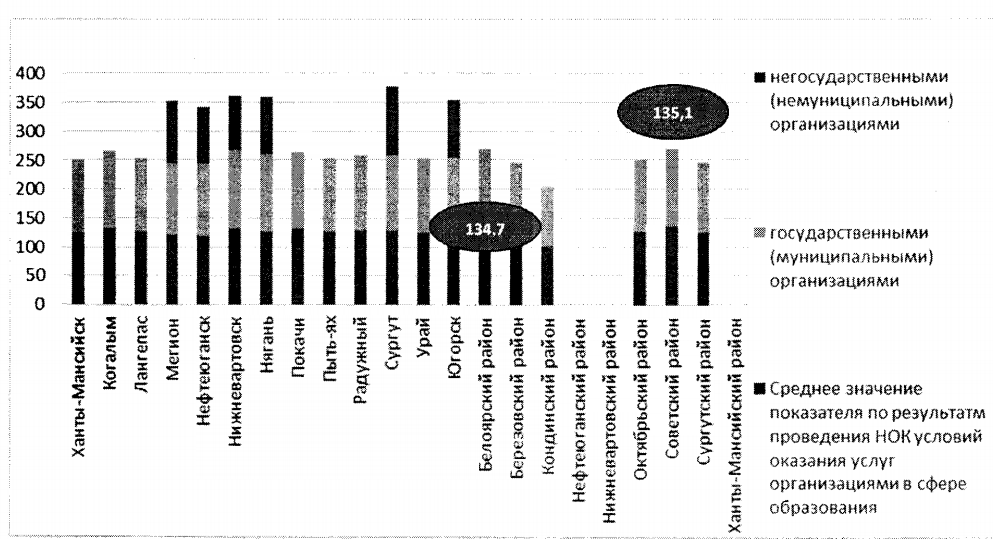 400
350
300
250
200
150
100
50
0
135,1
134.7
Ханты-Мансийск
Когалым
Лангепас
Мегион
Нефтеюганск
Нижневартовск
Нягань
Покачи
Пыть-ях
Радужный
Сургут
Урай
Югорск
Белоярский район
Березовский район
Кондинский район
Нефтеюганский район
Нижневартовский район
Октябрьский район
Советский район
Сургутский район
Ханты-Мансийский район
негосударственными
(немуниципальными)
организациями
государственными
(муниципальными)
организациями
Среднее значение
показателя по результатм
проведения НОК условий
оказания услуг
организациями в сфере
образования